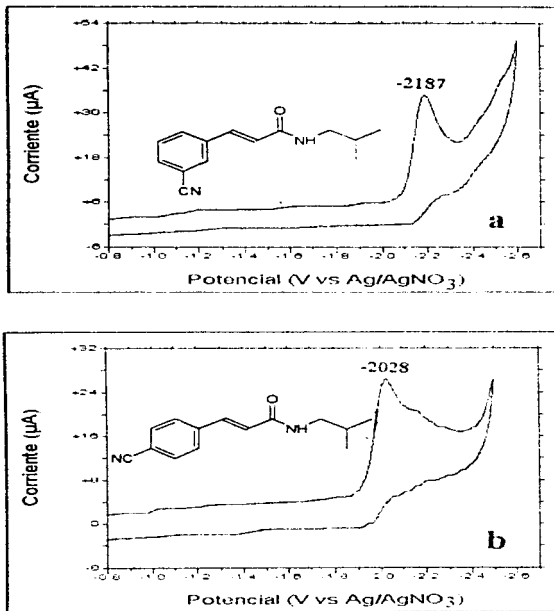 +54
+42
-2187
+30
O
+18
NH
CN
+6
a
-6
Corriente (µA)
-0.8 -1.0 -1.2 -1.4 -1.6 -1.8 -2.0 -2.2 -2.4 -2.6
Potencial (V vs Ag/AgNO3)
+32
-2028
+24
O
+16
NH
NC
+8
0
b
-8
Corriente (µA)
-0.8 -1.0 -1.2 -1.4 -1.6 -1.8 -2.0 -2.2 -2.4 -2.6
Potencial (V vs Ag/AgNO3)